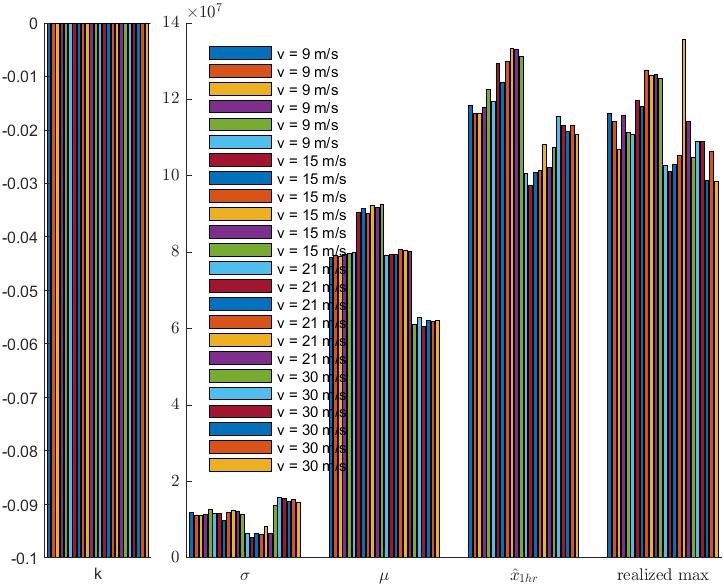 0
-0.01
-0.02
-0.03
-0.04
-0.05
-0.06
-0.07
-0.08
-0.09
-0.1
k
×10⁷
14
12
10
8
6
4
2
0
v = 9 m/s
v = 9 m/s
v = 9 m/s
v = 9 m/s
v = 9 m/s
v = 9 m/s
v = 15 m/s
v = 15 m/s
v = 15 m/s
v = 15 m/s
v = 15 m/s
v = 15 m/s
v = 21 m/s
v = 21 m/s
v = 21 m/s
v = 21 m/s
v = 21 m/s
v = 21 m/s
v = 30 m/s
v = 30 m/s
v = 30 m/s
v = 30 m/s
v = 30 m/s
v = 30 m/s
σ
μ
x̂₁ₕᵣ
realized max